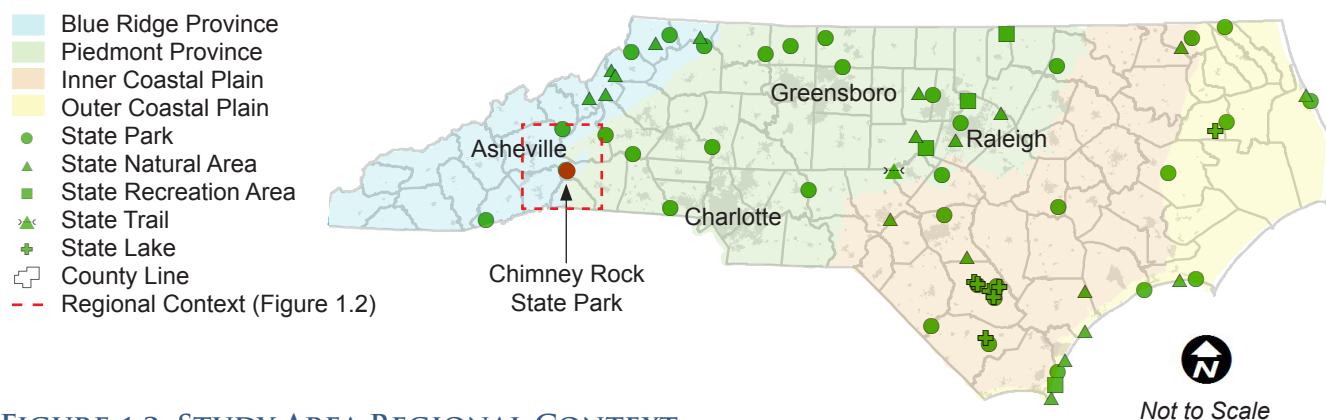 Blue Ridge Province
Piedmont Province
Inner Coastal Plain
Outer Coastal Plain
State Park
State Natural Area
State Recreation Area
State Trail
State Lake
County Line
Regional Context (Figure 1.2)
Greensboro
Raleigh
Asheville
Charlotte
Chimney Rock
State Park
N
Not to Scale